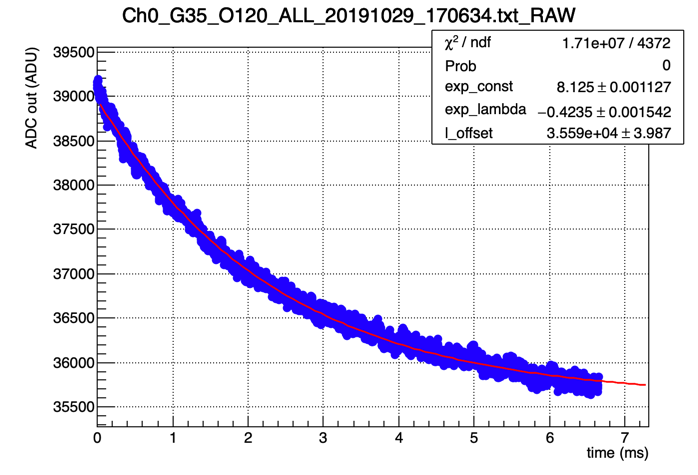 Ch0_G35_O120_ALL_20191029_170634.txt_RAW
χ² / ndf 1.71e+07 / 4372
Prob 0
exp_const 8.125 ± 0.001127
exp_lambda −0.4235 ± 0.001542
l_offset 3.559e+04 ± 3.987
ADC out (ADU)
39500
39000
38500
38000
37500
37000
36500
36000
35500
0 1 2 3 4 5 6 7
time (ms)